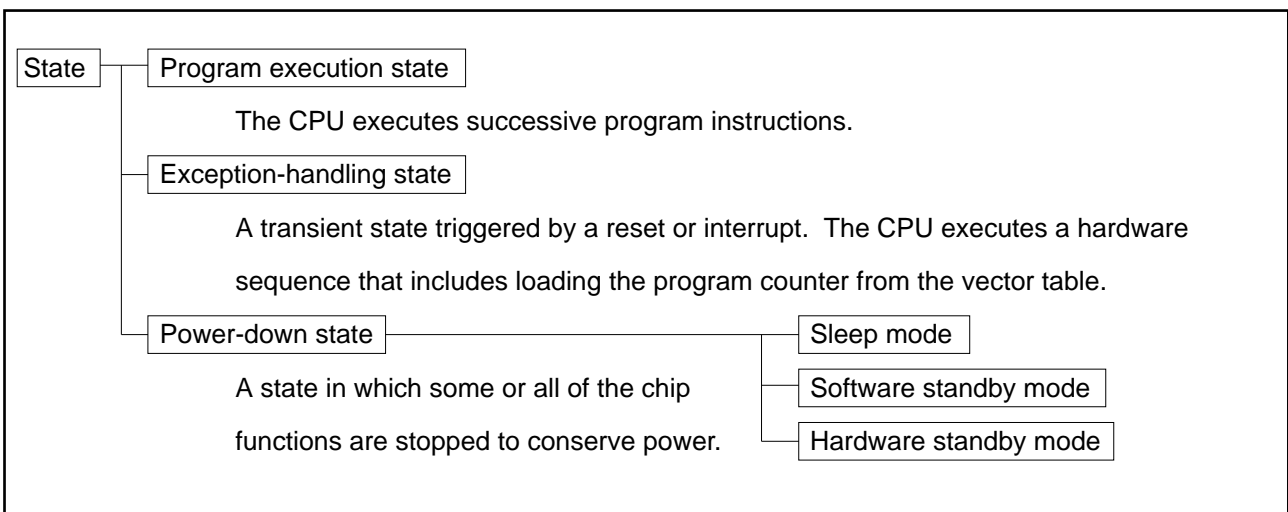 State
Program execution state
The CPU executes successive program instructions.
Exception-handling state
A transient state triggered by a reset or interrupt.  The CPU executes a hardware
sequence that includes loading the program counter from the vector table.
Power-down state
Sleep mode
A state in which some or all of the chip
functions are stopped to conserve power.
Software standby mode
Hardware standby mode